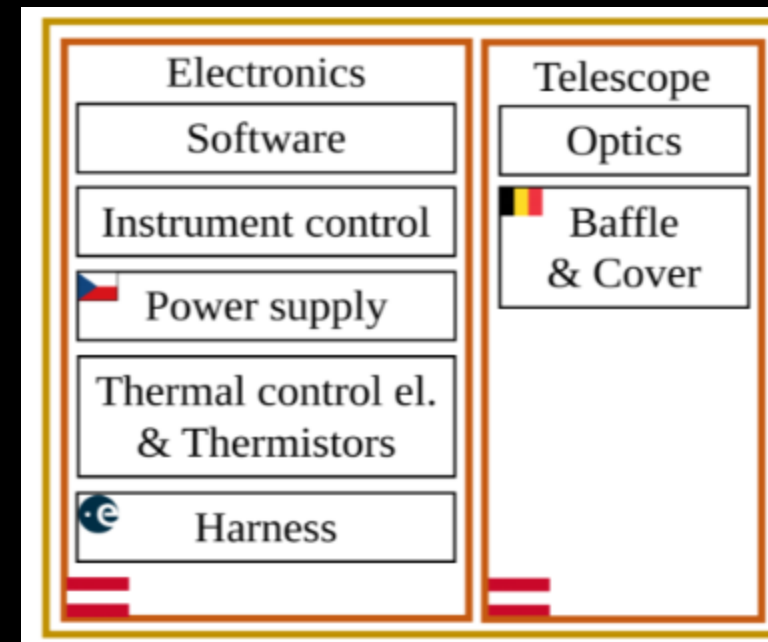 Electronics
Software
Instrument control
Power supply
Thermal control el.
& Thermistors
Harness
Telescope
Optics
Baffle
& Cover